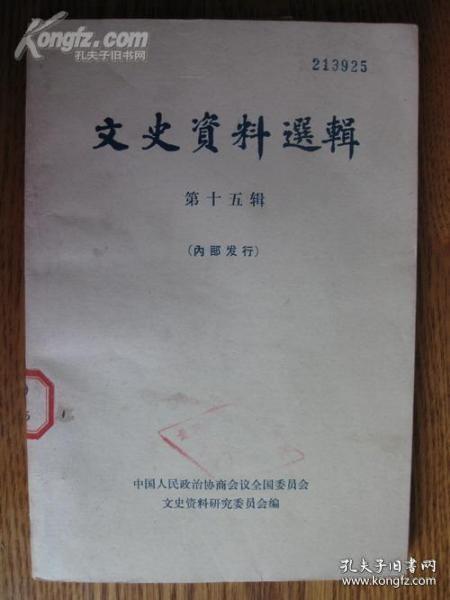 Kongfz.com
孔夫子旧书网
213925
文史資料選輯
第十五辑
(內部发行)
中国人民政治协商会议全国委员会
文史资料研究委员会編
孔夫子旧书网
www.kongfz.com